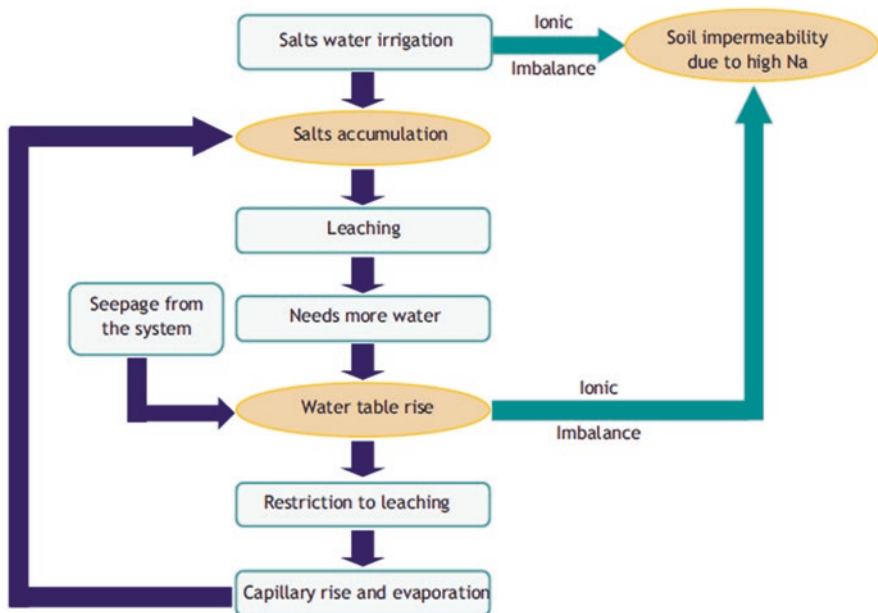 Salts water irrigation
Ionic
Imbalance
Soil impermeability
due to high Na
Salts accumulation
Leaching
Seepage from
the system
Needs more water
Water table rise
Ionic
Imbalance
Restriction to leaching
Capillary rise and evaporation